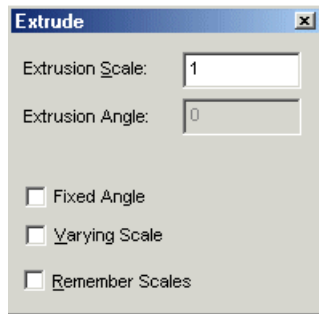 Extrude
Extrusion Scale: 1
Extrusion Angle: 0
Fixed Angle
Varying Scale
Remember Scales